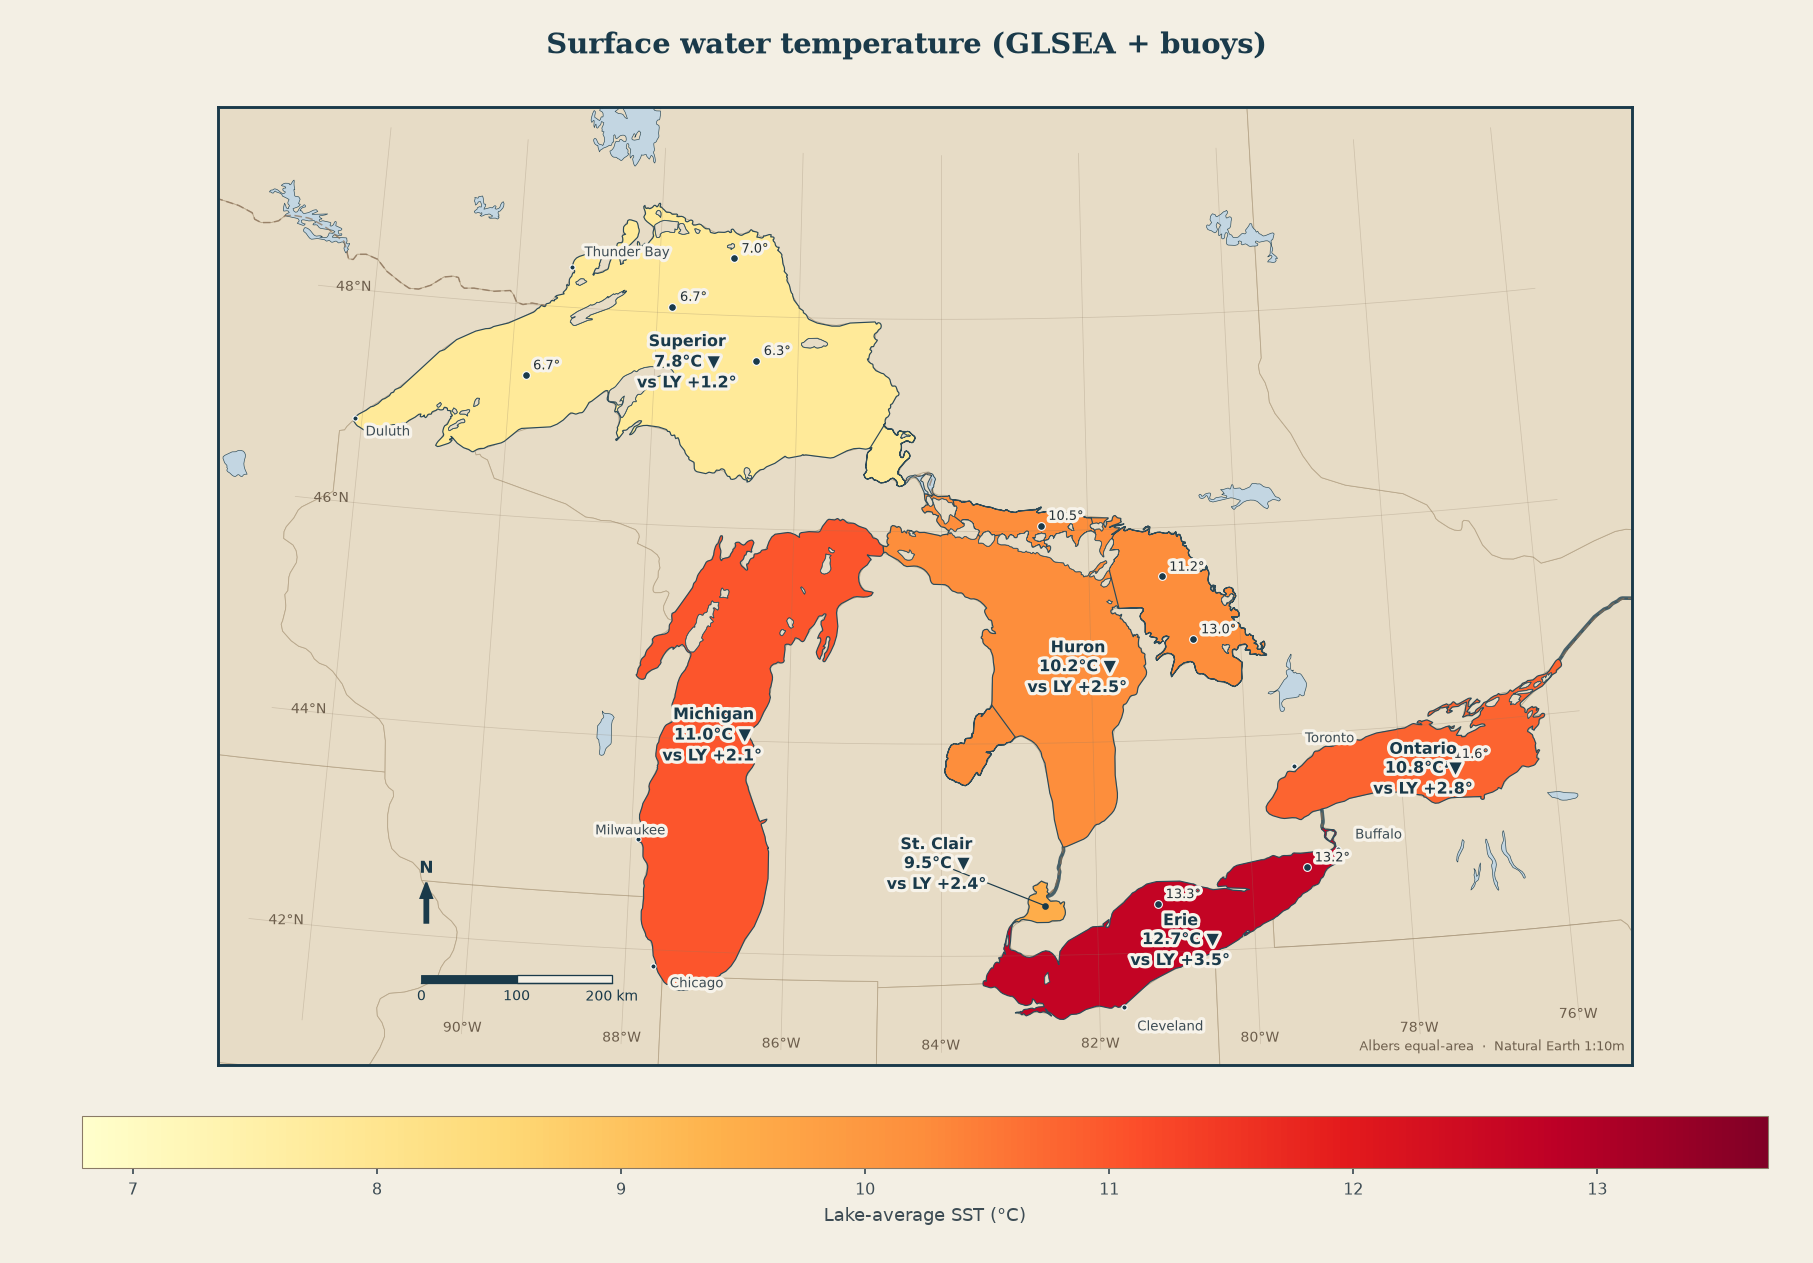 Surface water temperature (GLSEA + buoys)
Thunder Bay
7.0°
48°N
6.7°
Superior
7.8°C ▼
vs LY +1.2°
6.3°
6.7°
Duluth
46°N
10.5°
11.2°
13.0°
Huron
10.2°C ▼
vs LY +2.5°
44°N
Michigan
11.0°C ▼
vs LY +2.1°
Toronto
Ontario
11.6°
10.8°C ▼
vs LY +2.8°
Milwaukee
Buffalo
St. Clair
9.5°C ▼
vs LY +2.4°
13.2°
N
13.3°
42°N
Erie
12.7°C ▼
vs LY +3.5°
Chicago
0 100 200 km
Cleveland
90°W 88°W 86°W 84°W 82°W 80°W 78°W 76°W
Albers equal-area · Natural Earth 1:10m
7 8 9 10 11 12 13
Lake-average SST (°C)